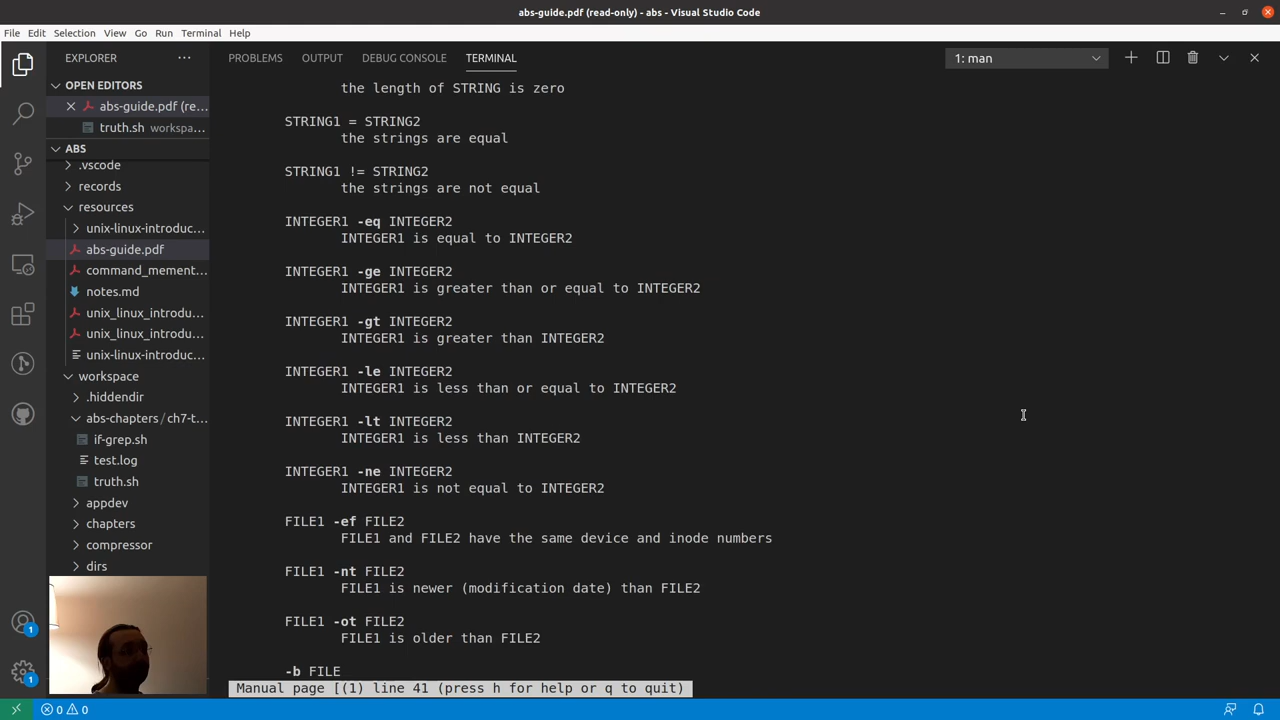 abs-guide.pdf (read-only) - abs - Visual Studio Code
File Edit Selection View Go Run Terminal Help
EXPLORER
PROBLEMS OUTPUT DEBUG CONSOLE TERMINAL
1: man
OPEN EDITORS
abs-guide.pdf (re...
truth.sh workspa...
ABS
.vscode
records
resources
unix-linux-introduc...
abs-guide.pdf
command_mement...
notes.md
unix_linux_introdu...
unix_linux_introdu...
unix-linux-introduc...
workspace
.hiddendir
abs-chapters / ch7-t...
if-grep.sh
test.log
truth.sh
appdev
chapters
compressor
dirs
the length of STRING is zero
STRING1 = STRING2
the strings are equal
STRING1 != STRING2
the strings are not equal
INTEGER1 -eq INTEGER2
INTEGER1 is equal to INTEGER2
INTEGER1 -ge INTEGER2
INTEGER1 is greater than or equal to INTEGER2
INTEGER1 -gt INTEGER2
INTEGER1 is greater than INTEGER2
INTEGER1 -le INTEGER2
INTEGER1 is less than or equal to INTEGER2
INTEGER1 -lt INTEGER2
INTEGER1 is less than INTEGER2
INTEGER1 -ne INTEGER2
INTEGER1 is not equal to INTEGER2
FILE1 -ef FILE2
FILE1 and FILE2 have the same device and inode numbers
FILE1 -nt FILE2
FILE1 is newer (modification date) than FILE2
FILE1 -ot FILE2
FILE1 is older than FILE2
-b FILE
Manual page [(1) line 41 (press h for help or q to quit)
1
1
0 0